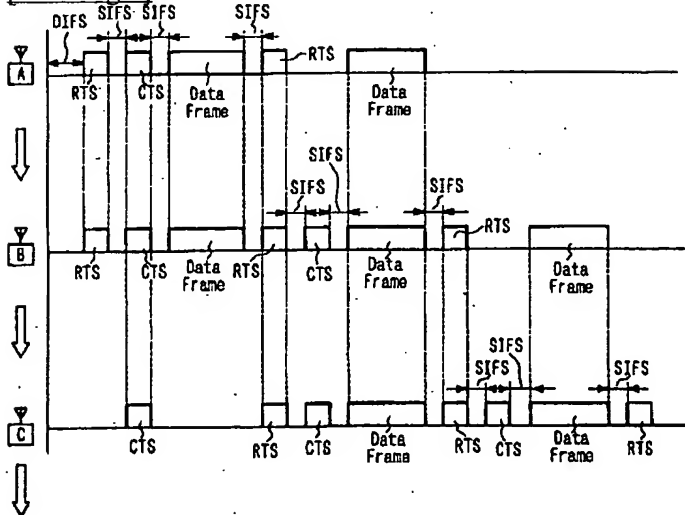 DIFS SIFS SIFS SIFS
RTS
A
RTS CTS Data Frame Data Frame
SIFS
SIFS SIFS
RTS
B
RTS CTS Data Frame RTS CTS Data Frame Data Frame
SIFS
SIFS SIFS
C
CTS RTS CTS Data Frame RTS CTS Data Frame RTS